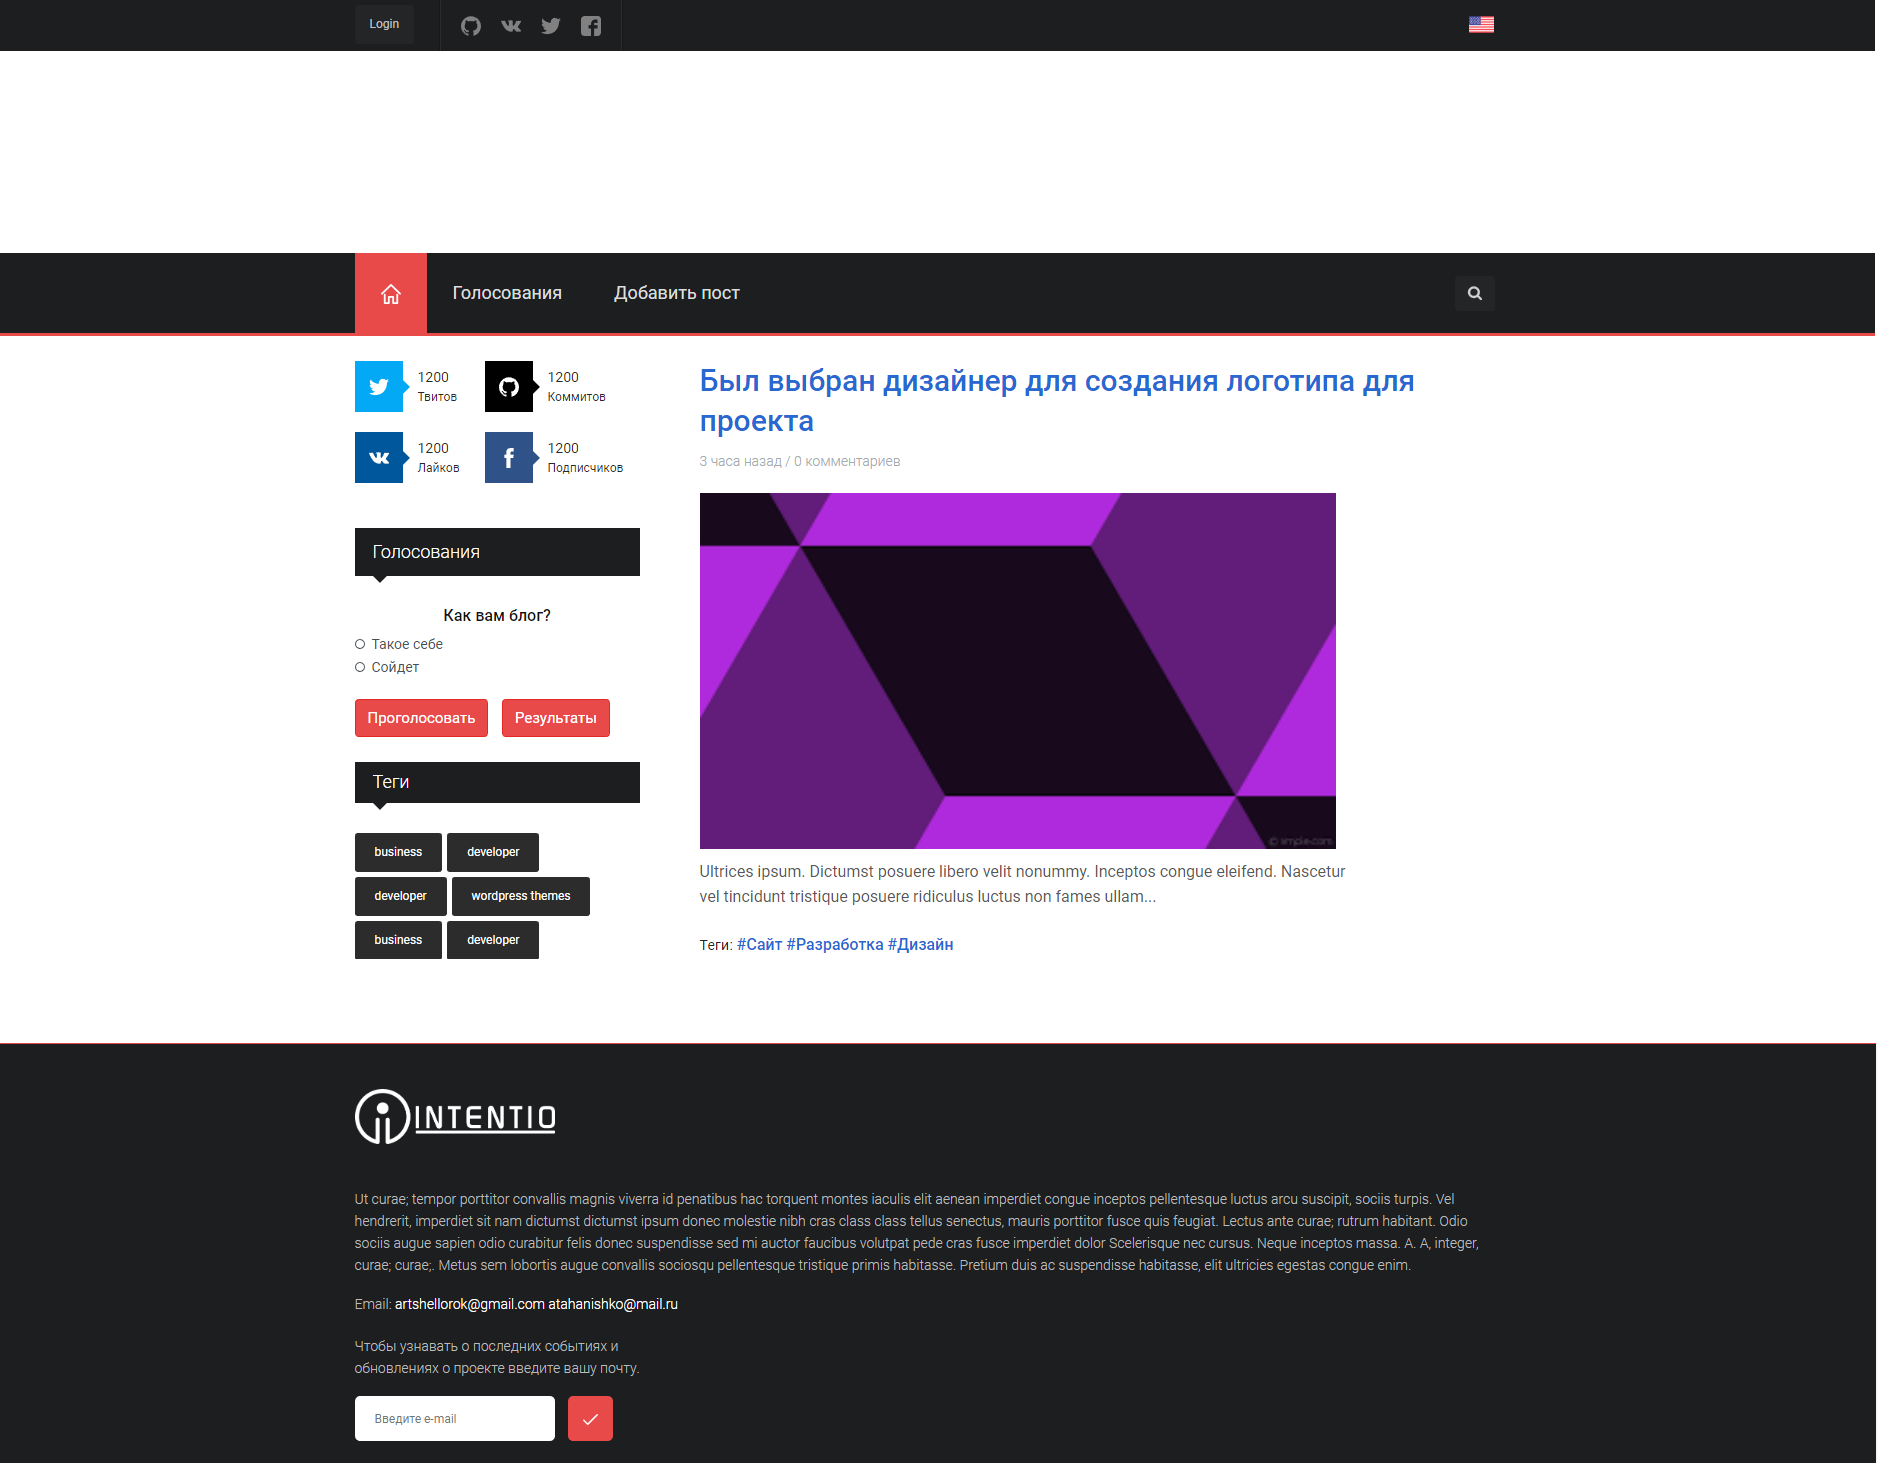 Login
Голосования
Добавить пост
1200
Твитов
1200
Коммитов
1200
Лайков
1200
Подписчиков
Голосования
Как вам блог?
Такое себе
Сойдет
Проголосовать
Результаты
Теги
business
developer
developer
wordpress themes
business
developer
Был выбран дизайнер для создания логотипа для
проекта
3 часа назад / 0 комментариев
Ultrices ipsum. Dictumst posuere libero velit nonummy. Inceptos congue eleifend. Nascetur
vel tincidunt tristique posuere ridiculus luctus non fames ullam...
Теги: #Сайт #Разработка #Дизайн
INTENTIO
Ut curae; tempor porttitor convallis magnis viverra id penatibus hac torquent montes iaculis elit aenean imperdiet congue inceptos pellentesque luctus arcu suscipit, sociis turpis. Vel
hendrerit, imperdiet sit nam dictumst dictumst ipsum donec molestie nibh cras class class tellus senectus, mauris porttitor fusce quis feugiat. Lectus ante curae; rutrum habitant. Odio
sociis augue sapien odio curabitur felis donec suspendisse sed mi auctor faucibus volutpat pede cras fusce imperdiet dolor Scelerisque nec cursus. Neque inceptos massa. A. A, integer,
curae; curae;. Metus sem lobortis augue convallis sociosqu pellentesque tristique primis habitasse. Pretium duis ac suspendisse habitasse, elit ultricies egestas congue enim.
Email: artshellorok@gmail.com atahanishko@mail.ru
Чтобы узнавать о последних событиях и
обновлениях о проекте введите вашу почту.
Введите e-mail